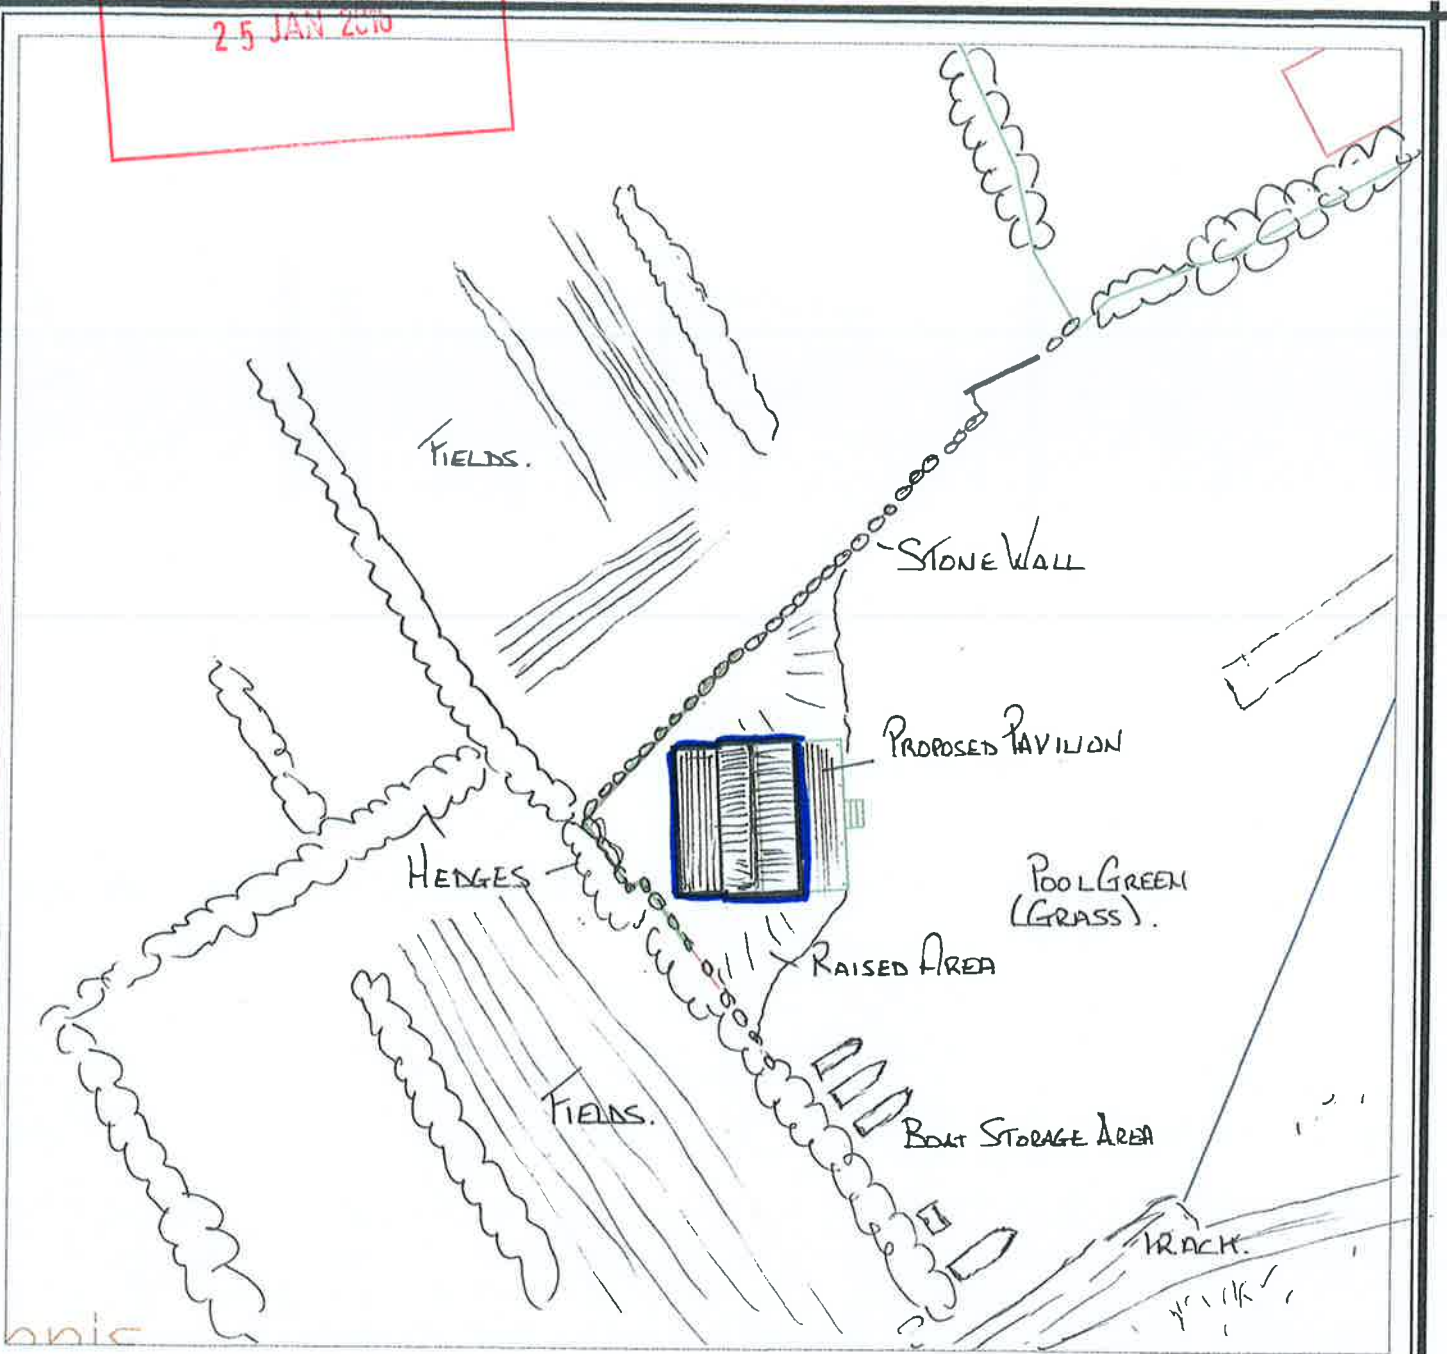 25 JAN 2016
FIELDS.
STONE WALL
PROPOSED PAVILION
HEDGES
POOL GREEN
(GRASS).
RAISED AREA
FIELDS.
BOAT STORAGE AREA
TRACK.